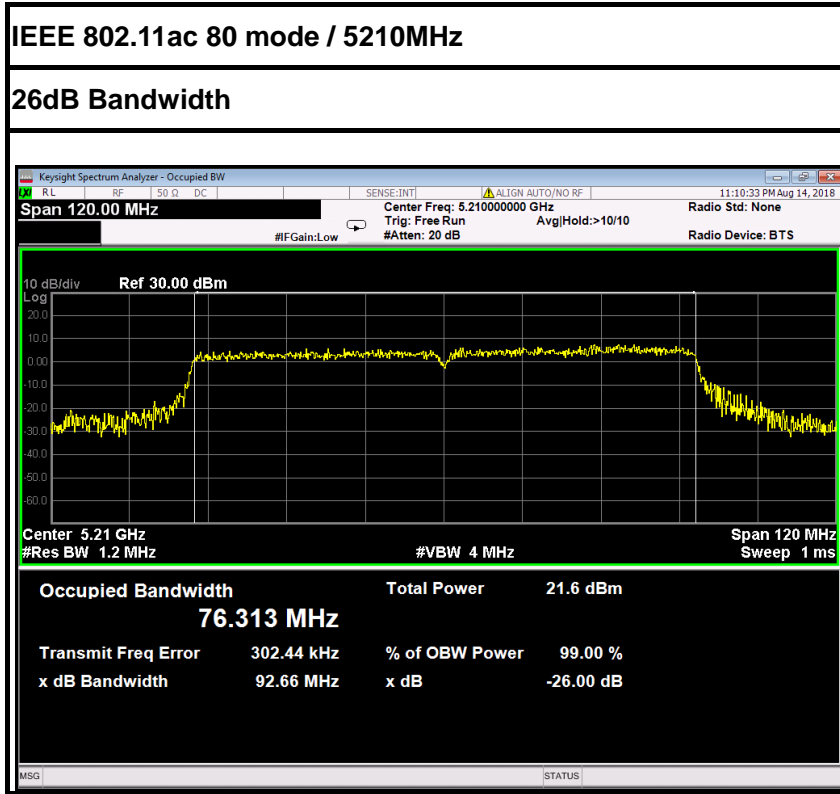 IEEE 802.11ac 80 mode / 5210MHz
26dB Bandwidth
Keysight Spectrum Analyzer - Occupied BW
RL RF 50 Ω DC SENSE:INT ALIGN AUTO/NO RF 11:10:33 PM Aug 14, 2018
Span 120.00 MHz Center Freq: 5.210000000 GHz Radio Std: None
Trig: Free Run Avg|Hold:>10/10
#IFGain:Low #Atten: 20 dB Radio Device: BTS
10 dB/div Ref 30.00 dBm
Log
20.0
10.0
0.00
-10.0
-20.0
-30.0
-40.0
-50.0
-60.0
Center 5.21 GHz Span 120 MHz
#Res BW 1.2 MHz #VBW 4 MHz Sweep 1 ms
Occupied Bandwidth Total Power 21.6 dBm
76.313 MHz
Transmit Freq Error 302.44 kHz % of OBW Power 99.00 %
x dB Bandwidth 92.66 MHz x dB -26.00 dB
MSG STATUS